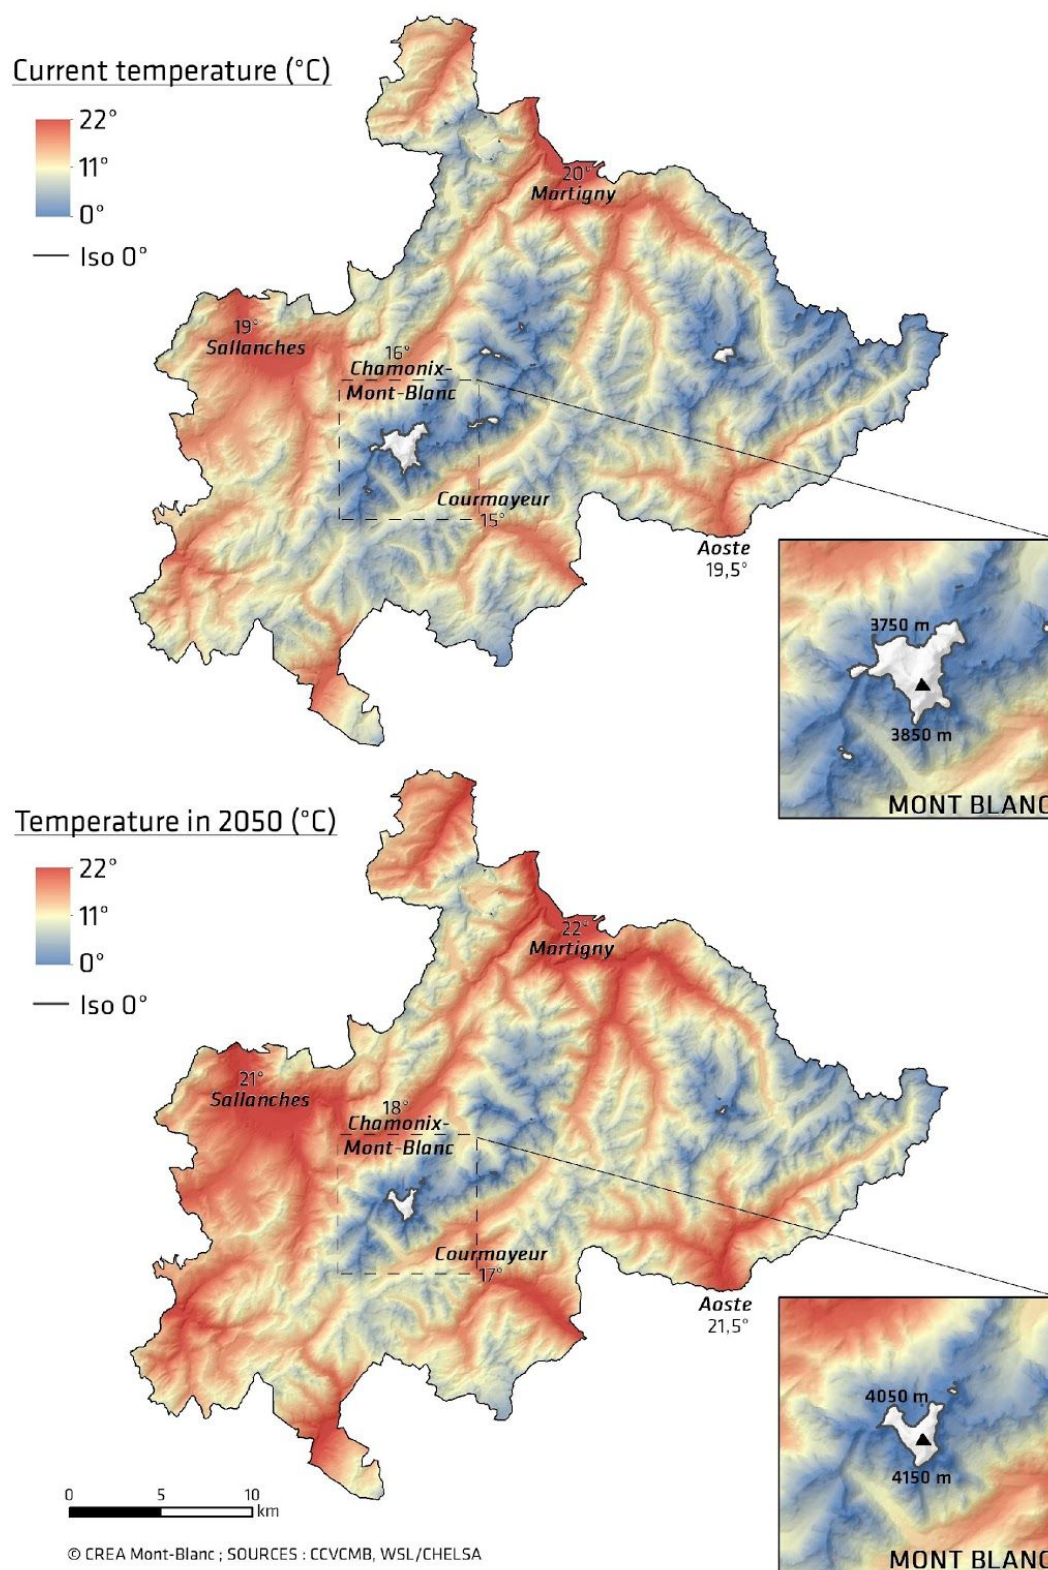 Current temperature (°C)
22°
11°
0°
Iso 0°
20°
Martigny
19°
Sallanches
16°
Chamonix-
Mont-Blanc
Courmayeur
15°
Aoste
19,5°
3750 m
3850 m
MONT BLANC
Temperature in 2050 (°C)
22°
11°
0°
Iso 0°
22°
Martigny
21°
Sallanches
18°
Chamonix-
Mont-Blanc
Courmayeur
17°
Aoste
21,5°
4050 m
4150 m
MONT BLANC
0 5 10
km
© CREA Mont-Blanc ; SOURCES : CCVCMB, WSL/CHELSA